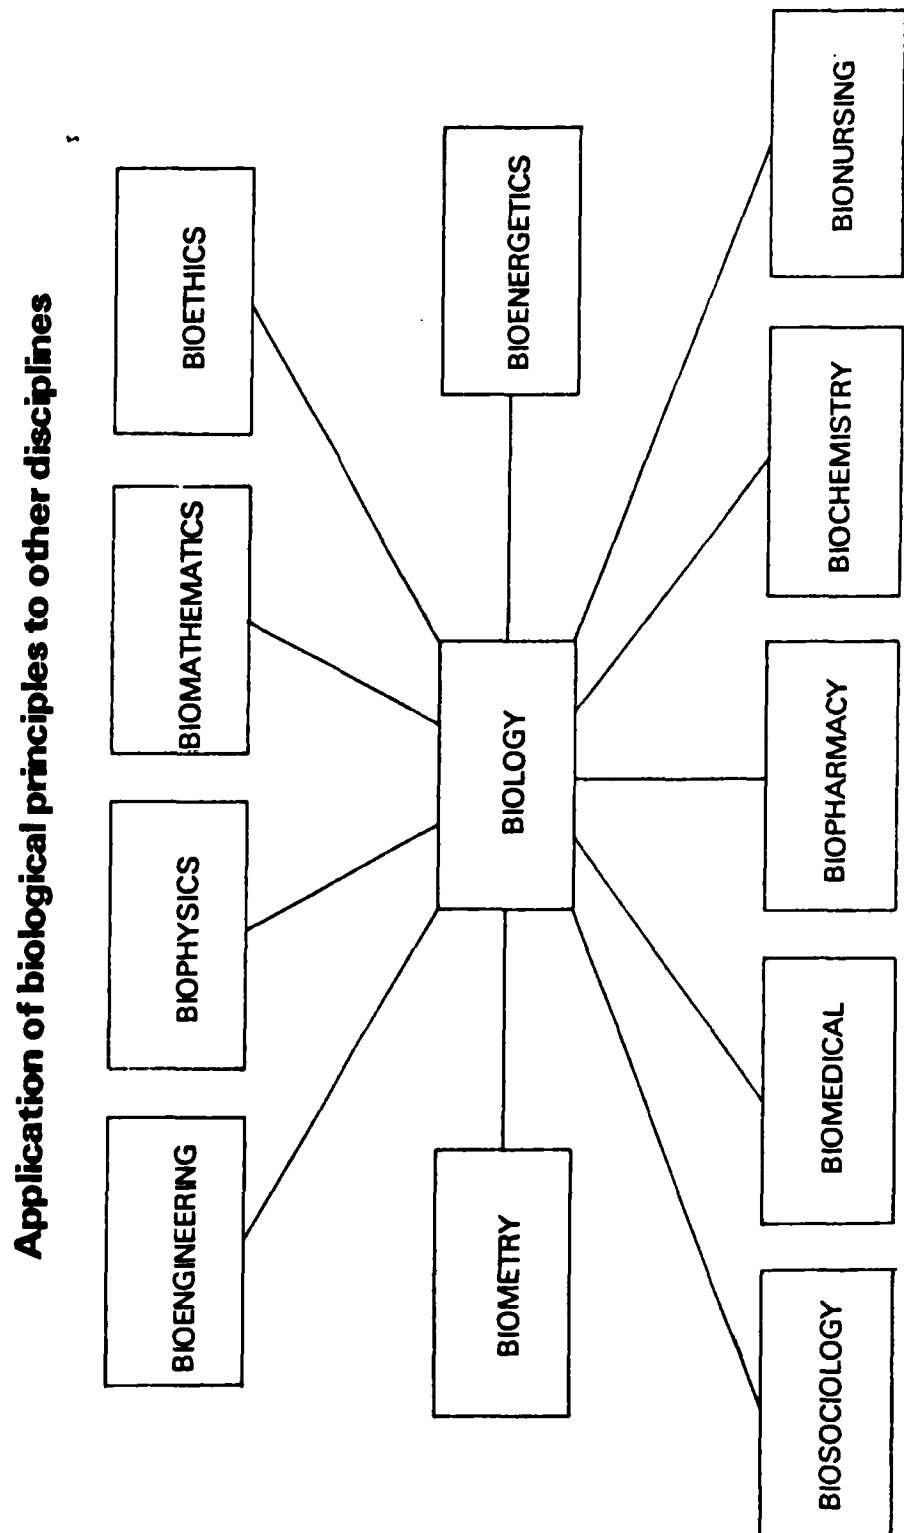 Application of biological principles to other disciplines
BIOENGINEERING
BIOPHYSICS
BIOMATHEMATICS
BIOETHICS
BIOMETRY
BIOLOGY
BIOENERGETICS
BIOSOCIOLOGY
BIOMEDICAL
BIOPHARMACY
BIOCHEMISTRY
BIONURSING